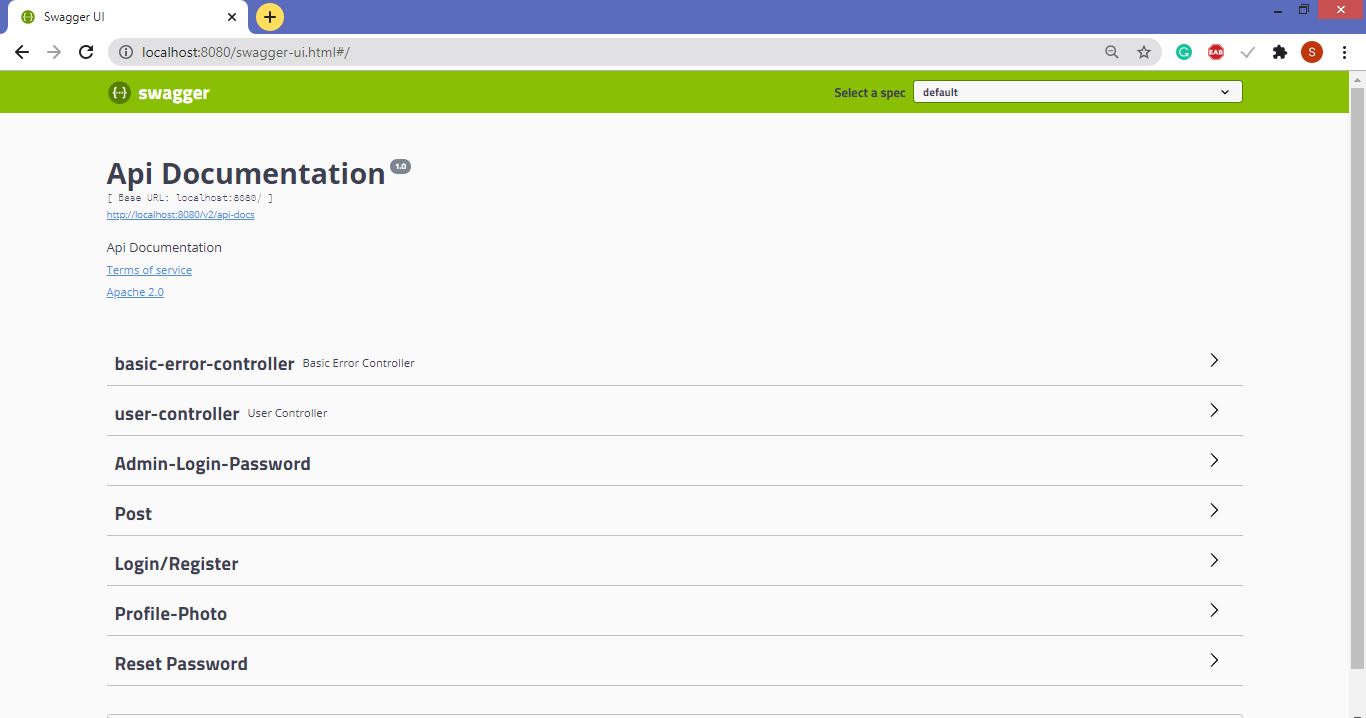 Swagger UI
localhost:8080/swagger-ui.html#/
EAB
S
{···} swagger
Select a spec default
Api Documentation 1.0
[ Base URL: localhost:8080/ ]
http://localhost:8080/v2/api-docs
Api Documentation
Terms of service
Apache 2.0
basic-error-controller Basic Error Controller
user-controller User Controller
Admin-Login-Password
Post
Login/Register
Profile-Photo
Reset Password